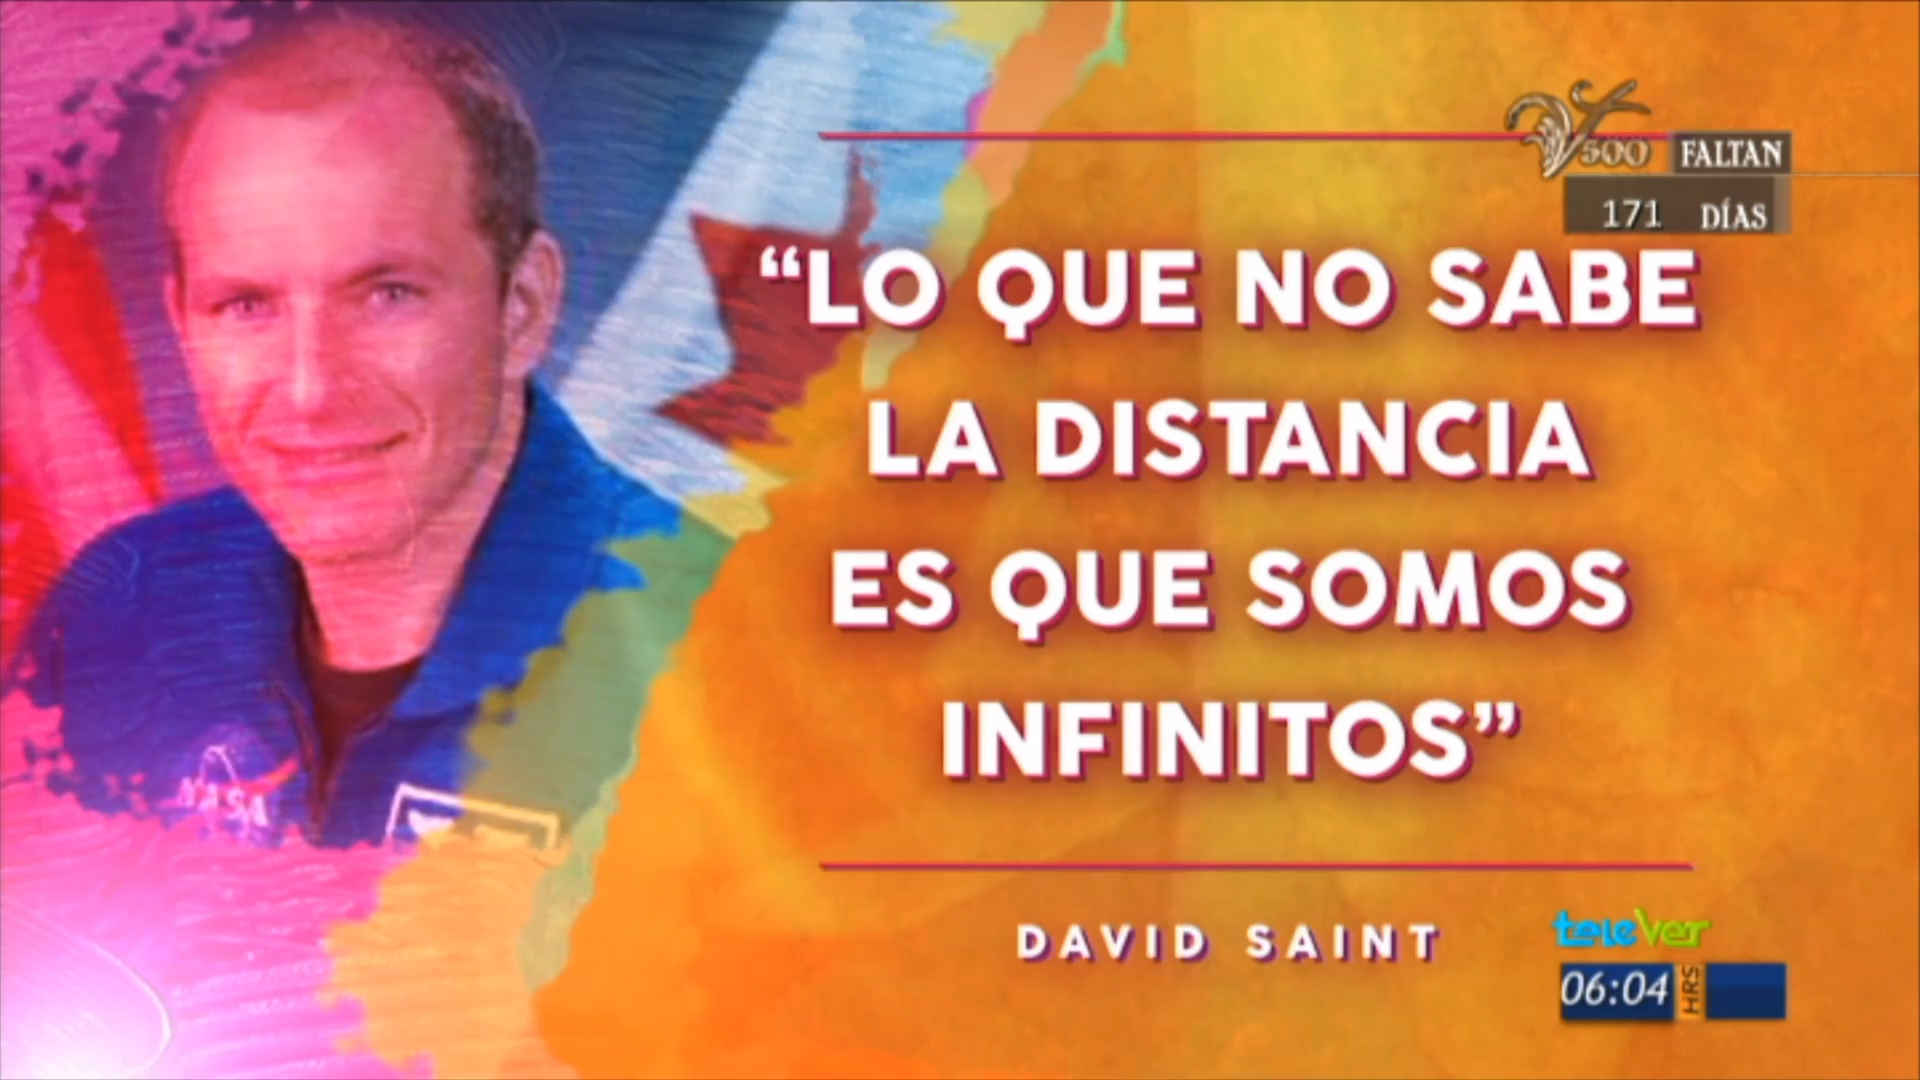 V 500 FALTAN
171 DÍAS
“LO QUE NO SABE
LA DISTANCIA
ES QUE SOMOS
INFINITOS”
NASA
DAVID SAINT
teleVer
06:04 HRS